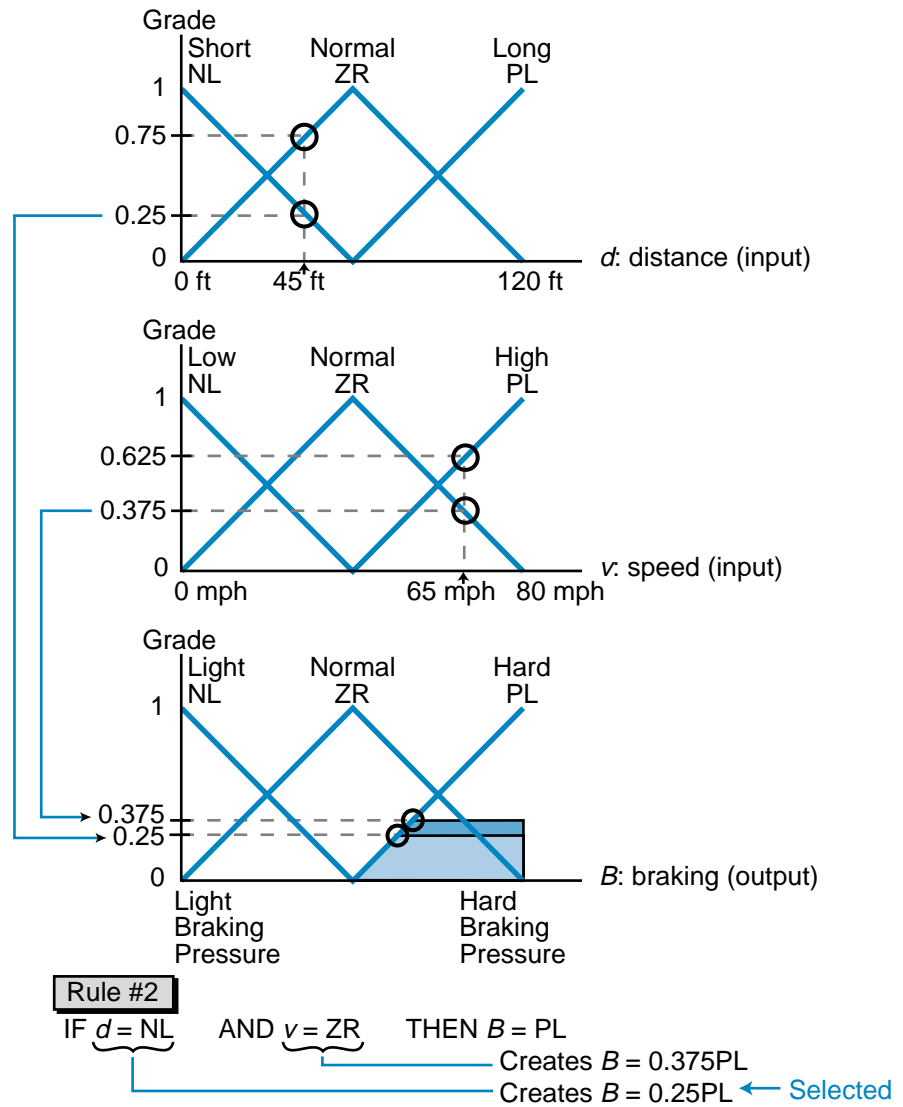 Grade
Short Normal Long
NL ZR PL
1
0.75
0.25
0
d: distance (input)
0 ft 45 ft 120 ft
Grade
Low Normal High
NL ZR PL
1
0.625
0.375
0
v: speed (input)
0 mph 65 mph 80 mph
Grade
Light Normal Hard
NL ZR PL
1
0.375
0.25
0
B: braking (output)
Light Hard
Braking Braking
Pressure Pressure
Rule #2
IF d = NL AND v = ZR THEN B = PL
Creates B = 0.375PL
Creates B = 0.25PL Selected